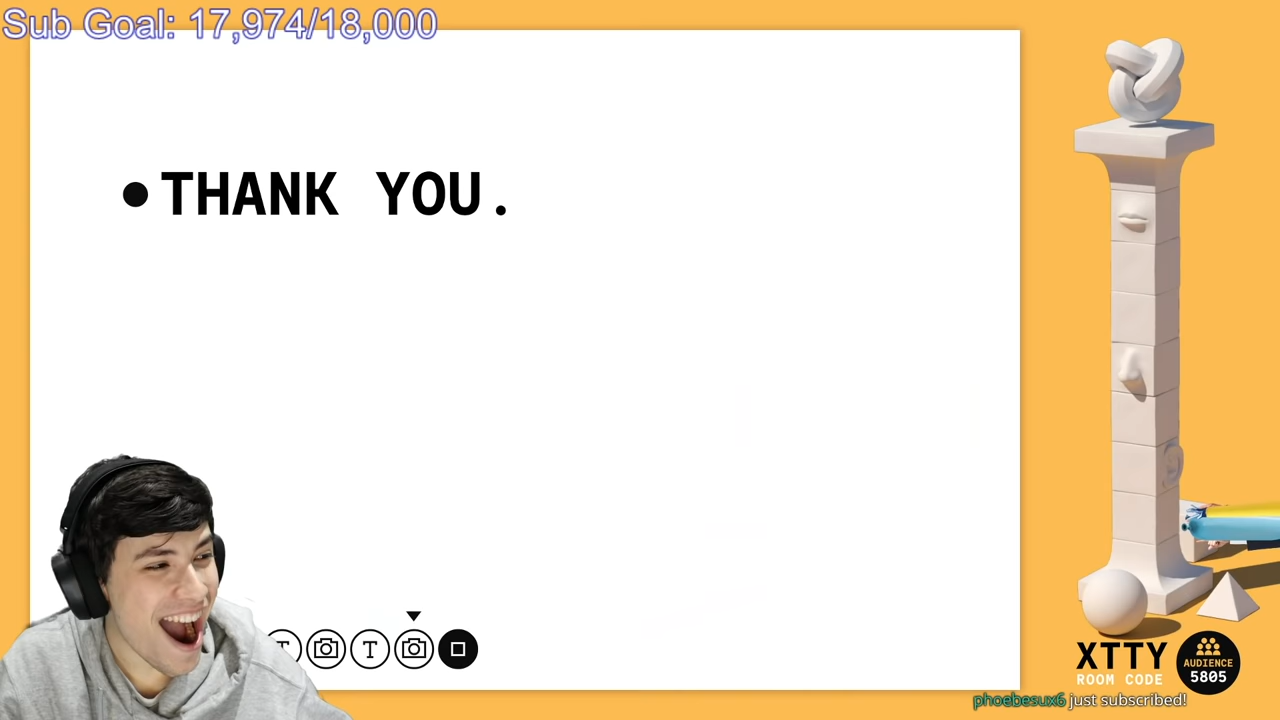 Sub Goal: 17,974/18,000
•THANK YOU.
T
T
XTTY
ROOM CODE
AUDIENCE
5805
phoebesux6 just subscribed!